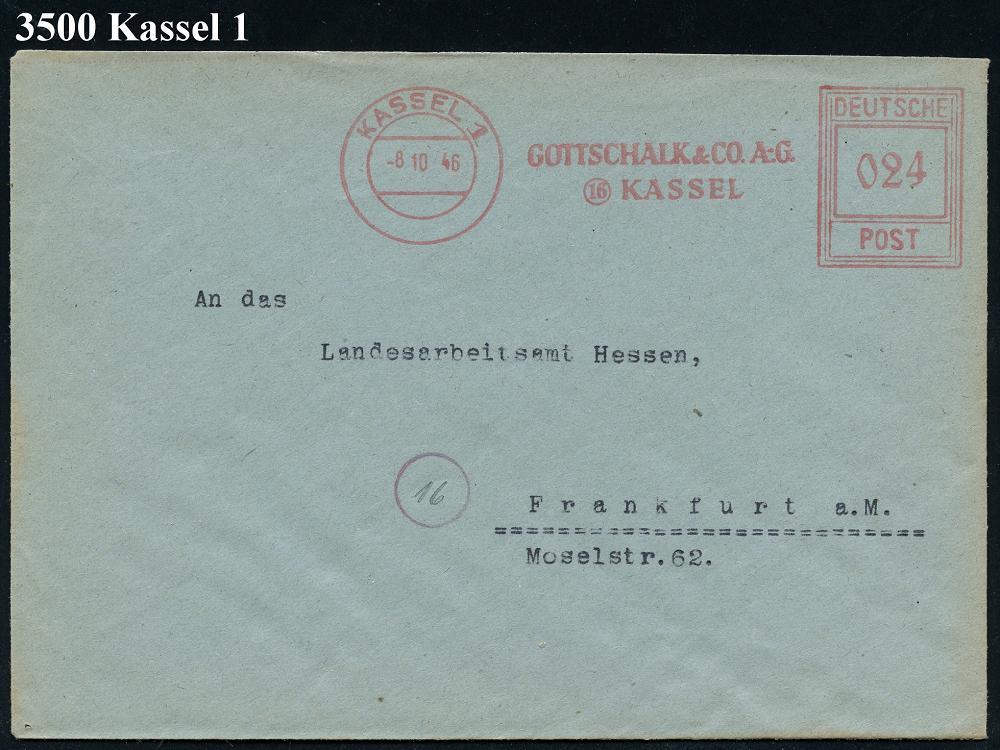 3500 Kassel 1
KASSEL 1
-8 10 46
GOTTSCHALK & CO. A-G.
16 KASSEL
DEUTSCHE
024
POST
An das
Landesarbeitsamt Hessen,
16
Frankfurt a.M.
==========================
Moselstr.62.